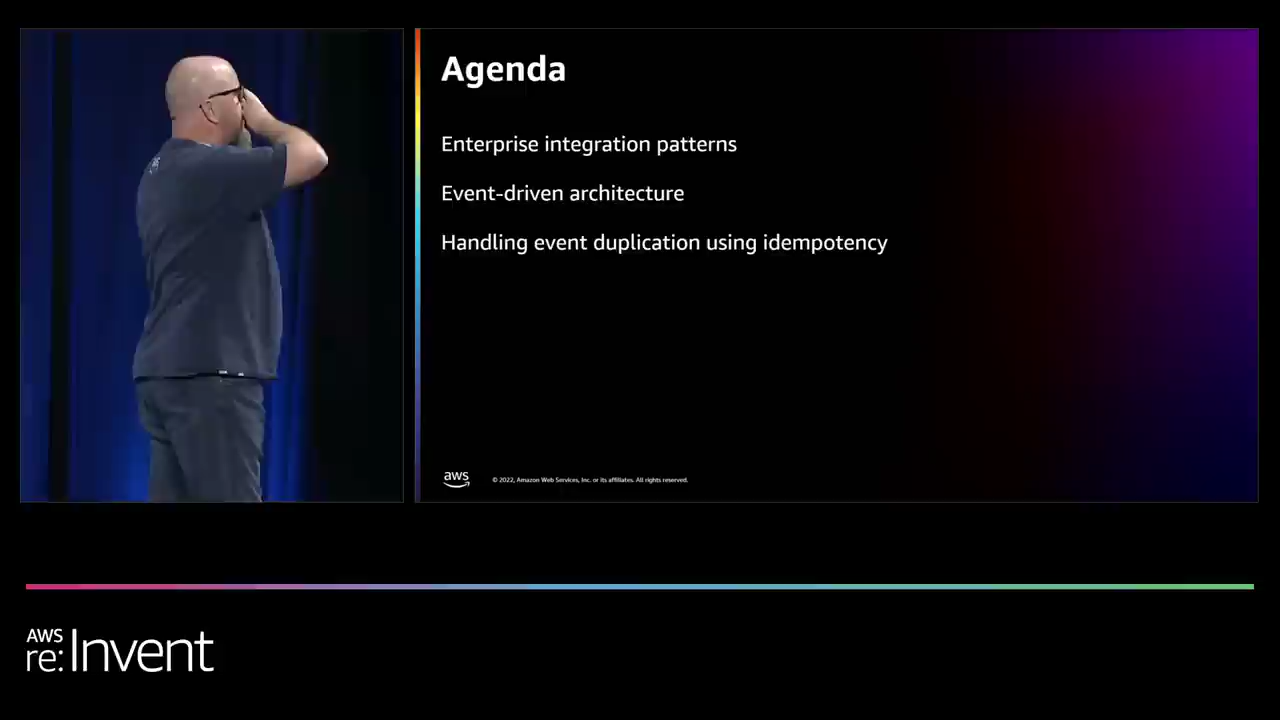 Agenda
Enterprise integration patterns
Event-driven architecture
Handling event duplication using idempotency
aws
© 2022, Amazon Web Services, Inc. or its affiliates. All rights reserved.
AWS
re:Invent